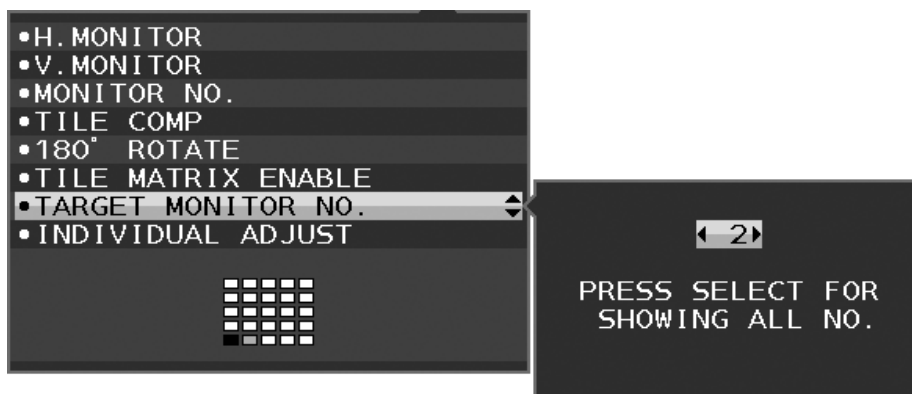 •H.MONITOR
•V.MONITOR
•MONITOR NO.
•TILE COMP
•180° ROTATE
•TILE MATRIX ENABLE
•TARGET MONITOR NO.
•INDIVIDUAL ADJUST
2
PRESS SELECT FOR
SHOWING ALL NO.